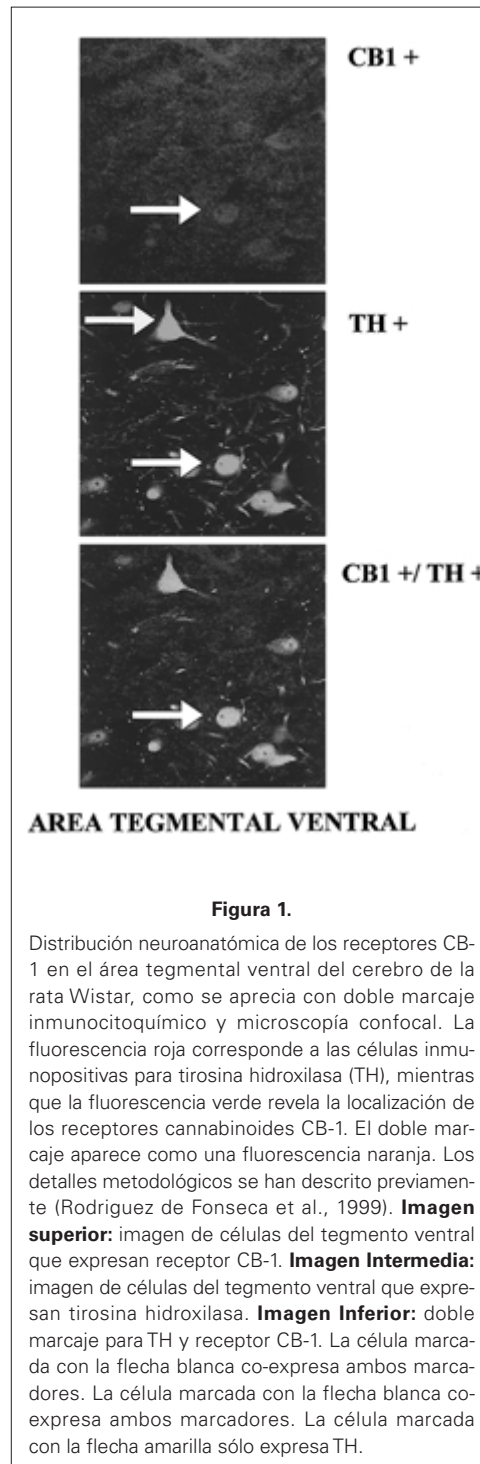 CB1 +
TH +
CB1 +/ TH +
AREA TEGMENTAL VENTRAL
Figura 1.
Distribución neuroanatómica de los receptores CB-
1 en el área tegmental ventral del cerebro de la
rata Wistar, como se aprecia con doble marcaje
inmunocitoquímico y microscopía confocal. La
fluorescencia roja corresponde a las células inmu-
nopositivas para tirosina hidroxilasa (TH), mientras
que la fluorescencia verde revela la localización de
los receptores cannabinoides CB-1. El doble mar-
caje aparece como una fluorescencia naranja. Los
detalles metodológicos se han descrito previamen-
te (Rodriguez de Fonseca et al., 1999). Imagen
superior: imagen de células del tegmento ventral
que expresan receptor CB-1. Imagen Intermedia:
imagen de células del tegmento ventral que expre-
san tirosina hidroxilasa. Imagen Inferior: doble
marcaje para TH y receptor CB-1. La célula marca-
da con la flecha blanca co-expresa ambos marca-
dores. La célula marcada con la flecha blanca co-
expresa ambos marcadores. La célula marcada
con la flecha amarilla sólo expresa TH.